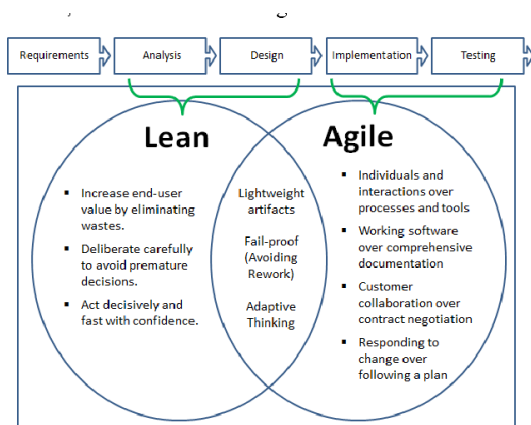 Requirements
Analysis
Design
Implementation
Testing
Lean
Agile
▪ Increase end-user
value by eliminating
wastes.
▪ Deliberate carefully
to avoid premature
decisions.
▪ Act decisively and
fast with confidence.
Lightweight
artifacts
Fail-proof
(Avoiding
Rework)
Adaptive
Thinking
▪ Individuals and
interactions over
processes and tools
▪ Working software
over comprehensive
documentation
▪ Customer
collaboration over
contract negotiation
▪ Responding to
change over
following a plan